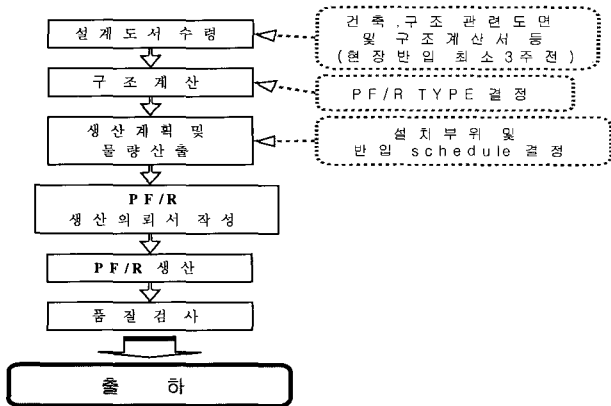 설계도서수령
건축,구조 관련도면
및 구조계산서 등
(현장반입 최소3주전)
구조계산
PF/R TYPE 결정
생산계획 및
물량산출
설치부위 및
반입 schedule 결정
PF/R
생산의뢰서 작성
PF/R 생산
품질검사
출 하